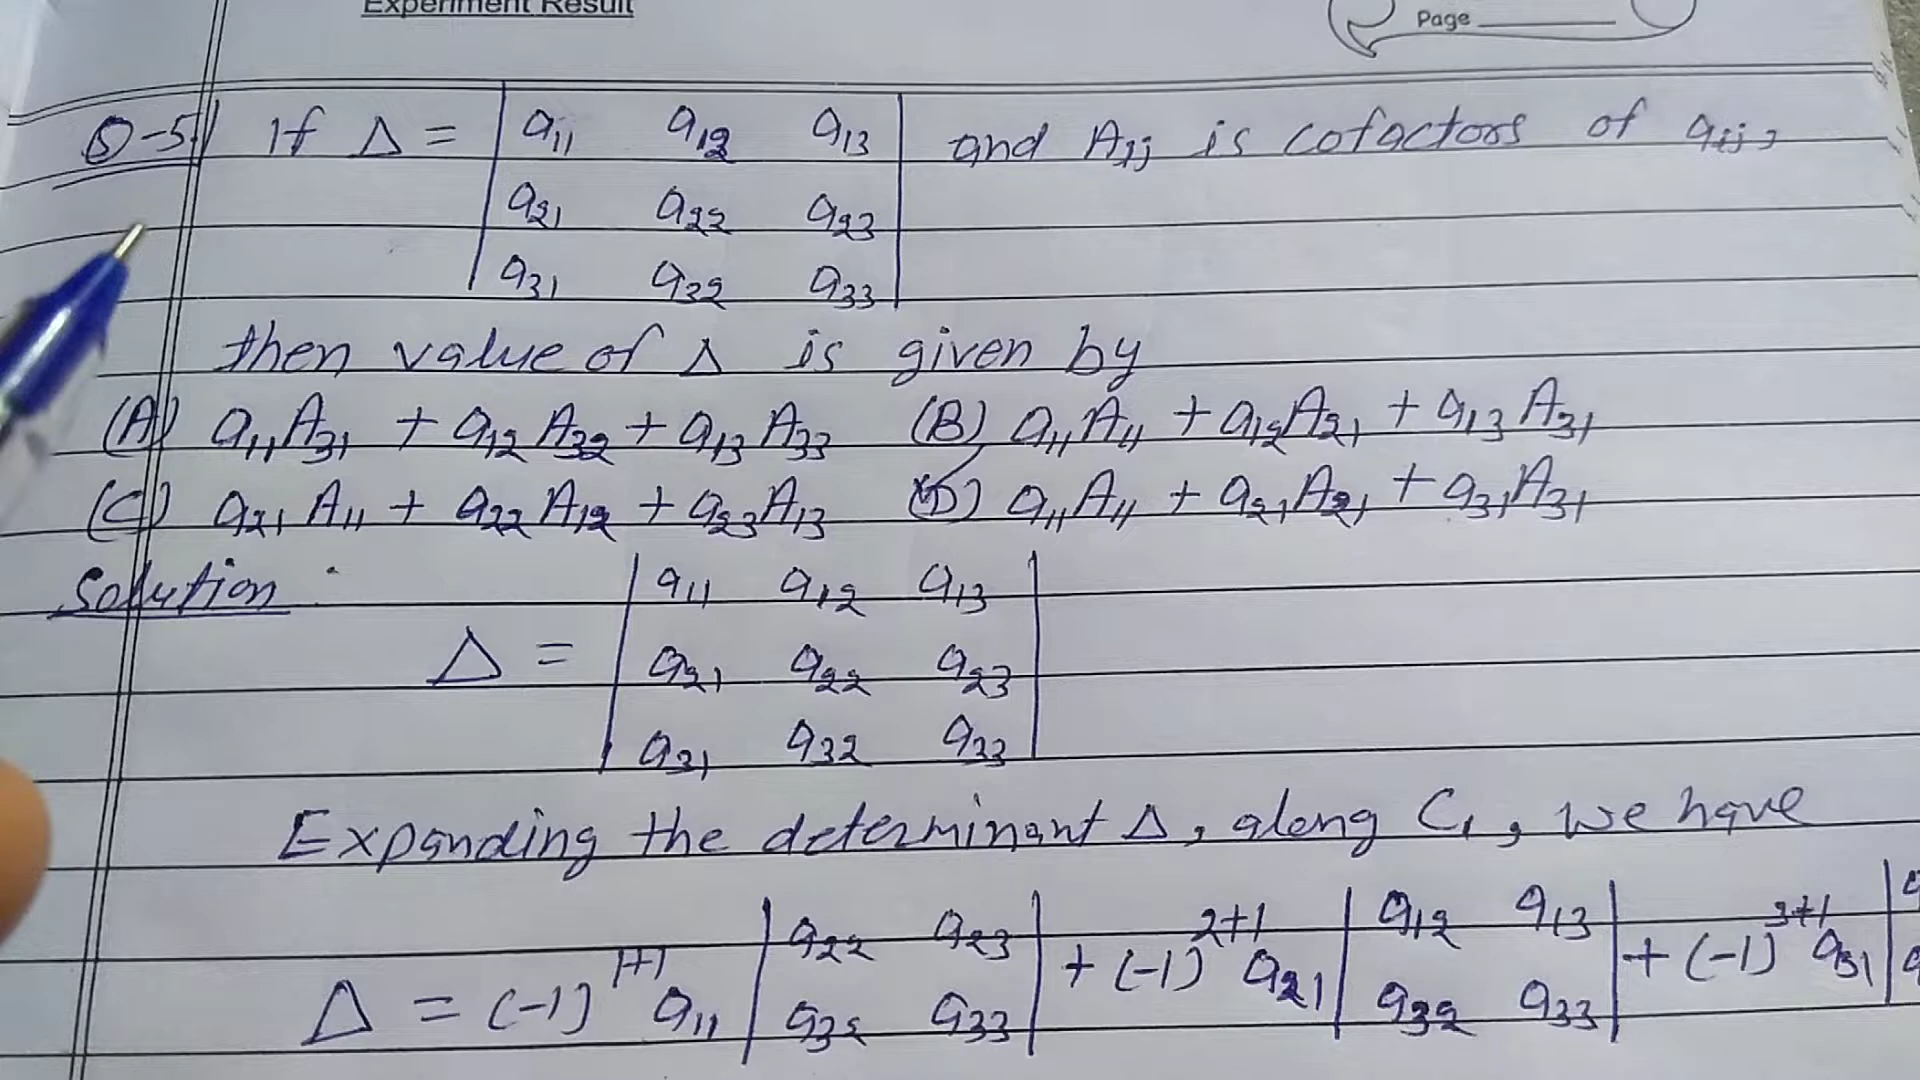 Experiment Result
Page
Q-5 If Δ = | a₁₁ a₁₂ a₁₃ | and Aᵢⱼ is cofactors of aᵢⱼ,
| a₂₁ a₂₂ a₂₃ |
| a₃₁ a₃₂ a₃₃ |
then value of Δ is given by
(A) a₁₁A₃₁ + a₁₂A₃₂ + a₁₃A₃₃ (B) a₁₁A₁₁ + a₁₂A₂₁ + a₁₃A₃₁
(C) a₂₁A₁₁ + a₂₂A₁₂ + a₂₃A₁₃ (D) a₁₁A₁₁ + a₂₁A₂₁ + a₃₁A₃₁
Solution :
| a₁₁ a₁₂ a₁₃ |
Δ = | a₂₁ a₂₂ a₂₃ |
| a₃₁ a₃₂ a₃₃ |
Expanding the determinant Δ, along C₁, we have
Δ = (-1)¹⁺¹ a₁₁ | a₂₂ a₂₃ | + (-1)²⁺¹ a₂₁ | a₁₂ a₁₃ | + (-1)³⁺¹ a₃₁ |
| a₃₂ a₃₃ | | a₃₂ a₃₃ |